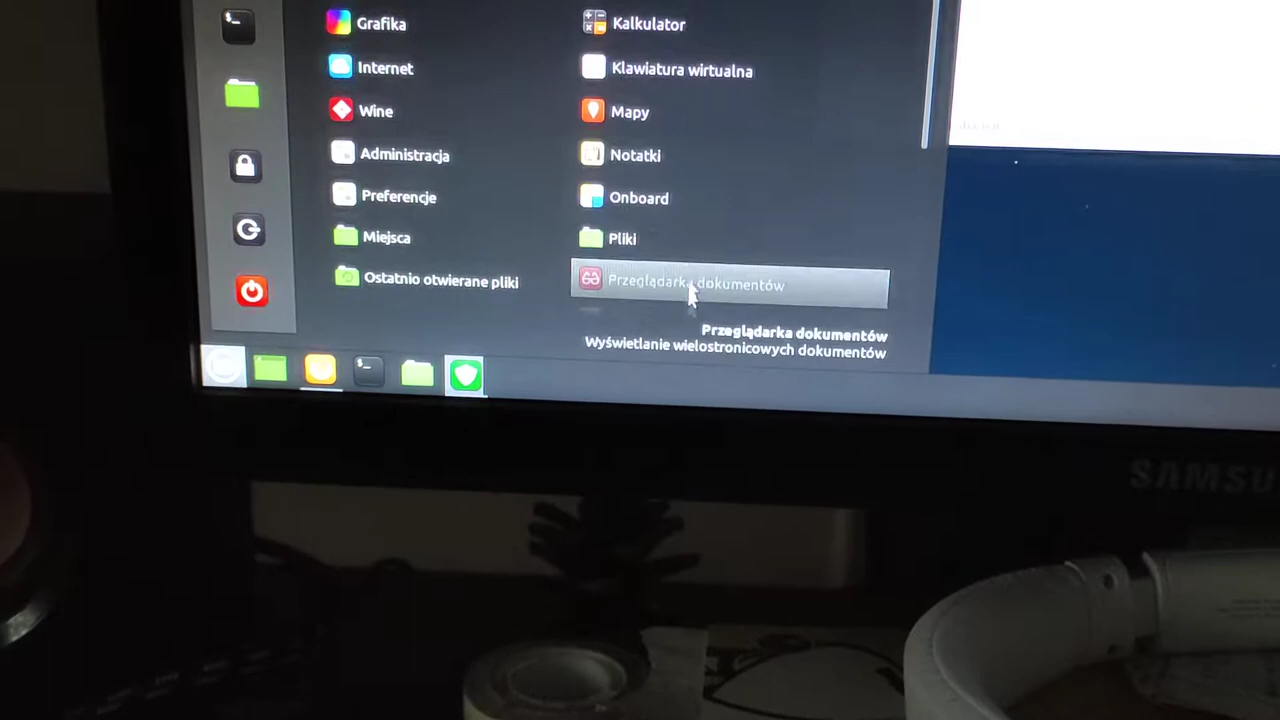 Grafika
Internet
Wine
Administracja
Preferencje
Miejsca
Ostatnio otwierane pliki
Kalkulator
Klawiatura wirtualna
Mapy
Notatki
Onboard
Pliki
Przeglądarka dokumentów
Przeglądarka dokumentów
Wyświetlanie wielostronicowych dokumentów
SAMSU